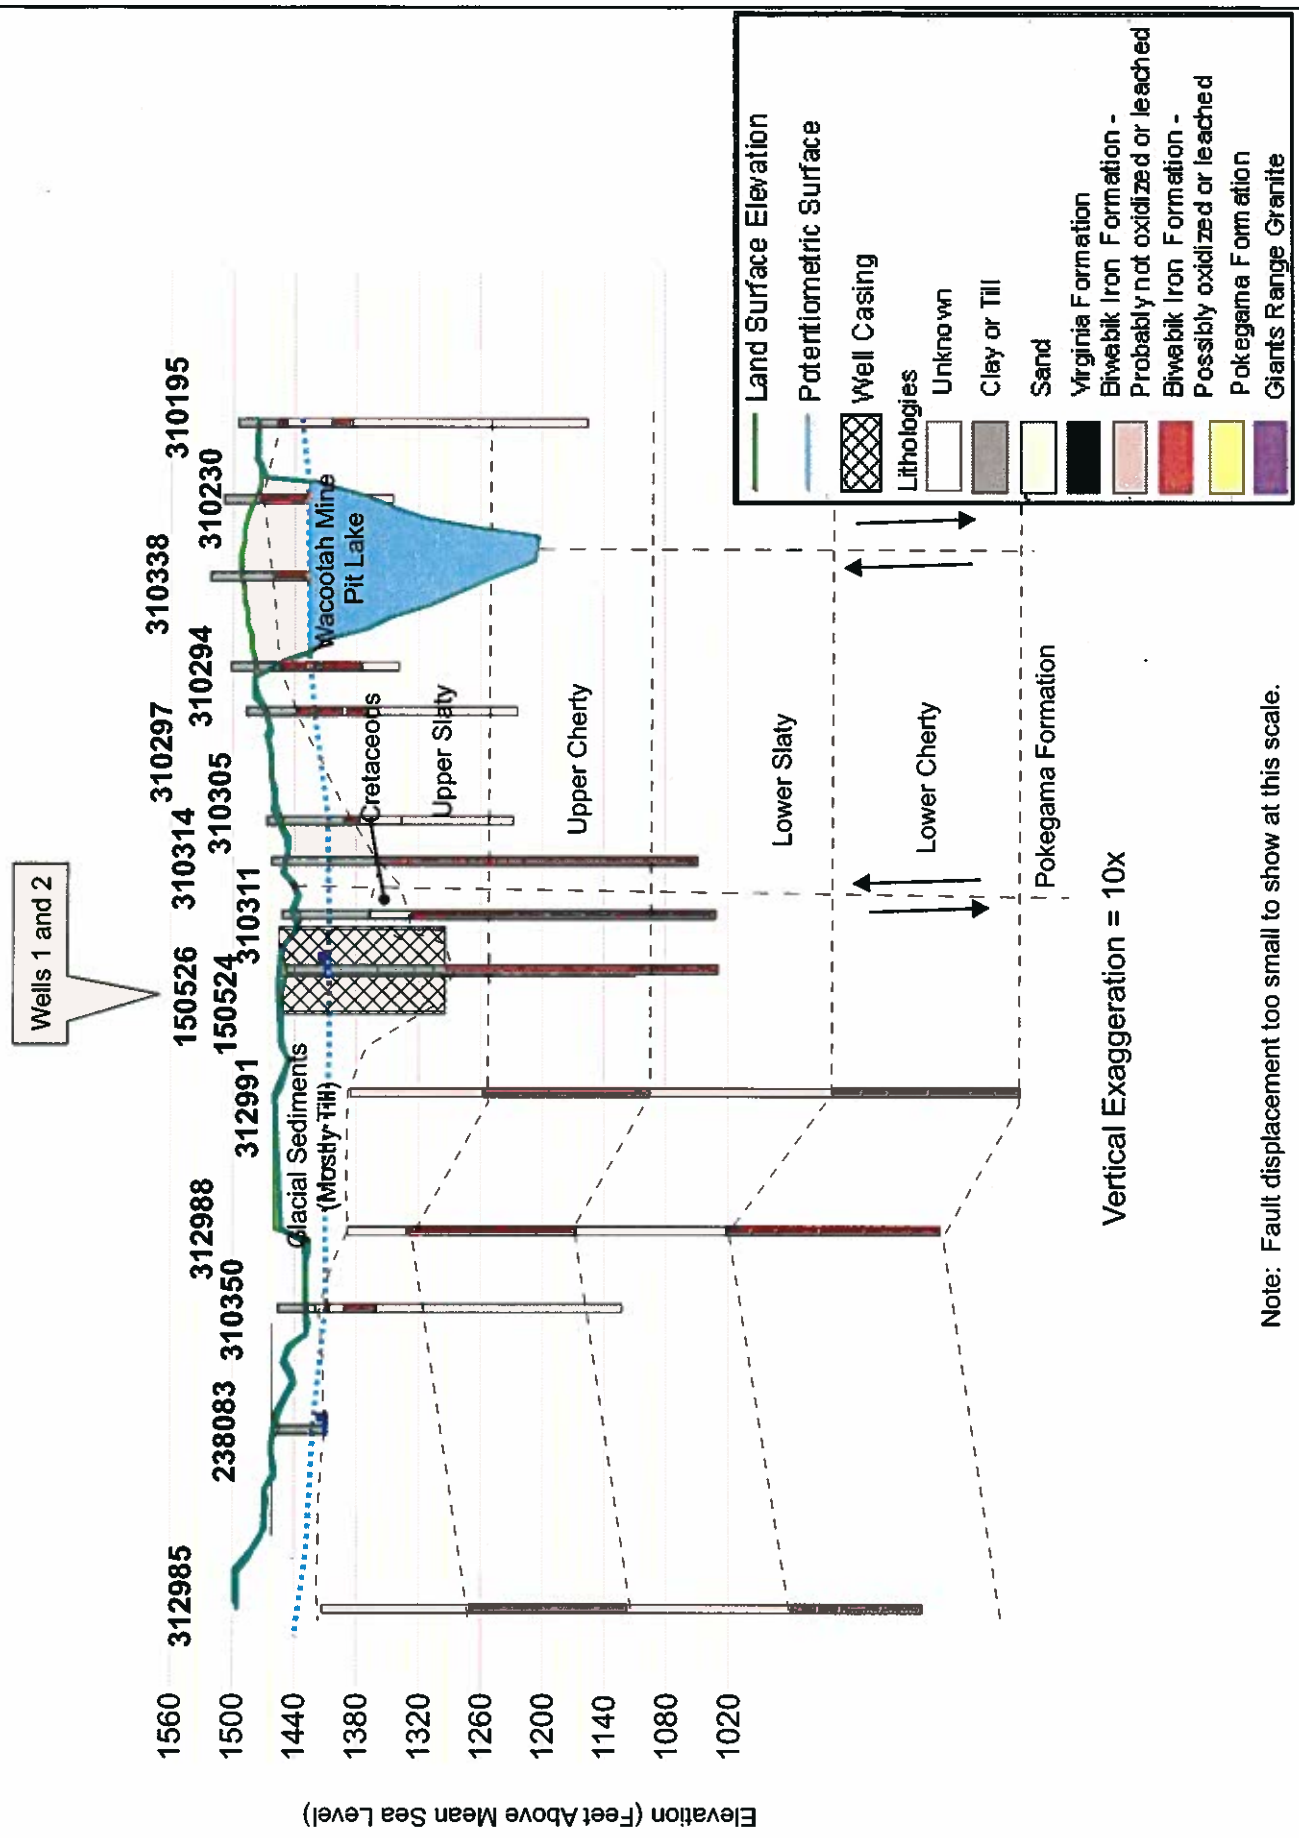 Wells 1 and 2
312985
238083
310350
312988
312991
150524
150526
310311
310314
310305
310297
310294
310338
310230
310195
1560
1500
1440
1380
1320
1260
1200
1140
1080
1020
Elevation (Feet Above Mean Sea Level)
Glacial Sediments
(Mostly Till)
Cretaceous
Upper Slaty
Upper Cherty
Lower Slaty
Lower Cherty
Pokegama Formation
Wacootah Mine
Pit Lake
Vertical Exaggeration = 10x
Note: Fault displacement too small to show at this scale.
Land Surface Elevation
Potentiometric Surface
Well Casing
Lithologies
Unknown
Clay or Till
Sand
Virginia Formation
Biwabik Iron Formation -
Probably not oxidized or leached
Biwabik Iron Formation -
Possibly oxidized or leached
Pokegama Formation
Giants Range Granite